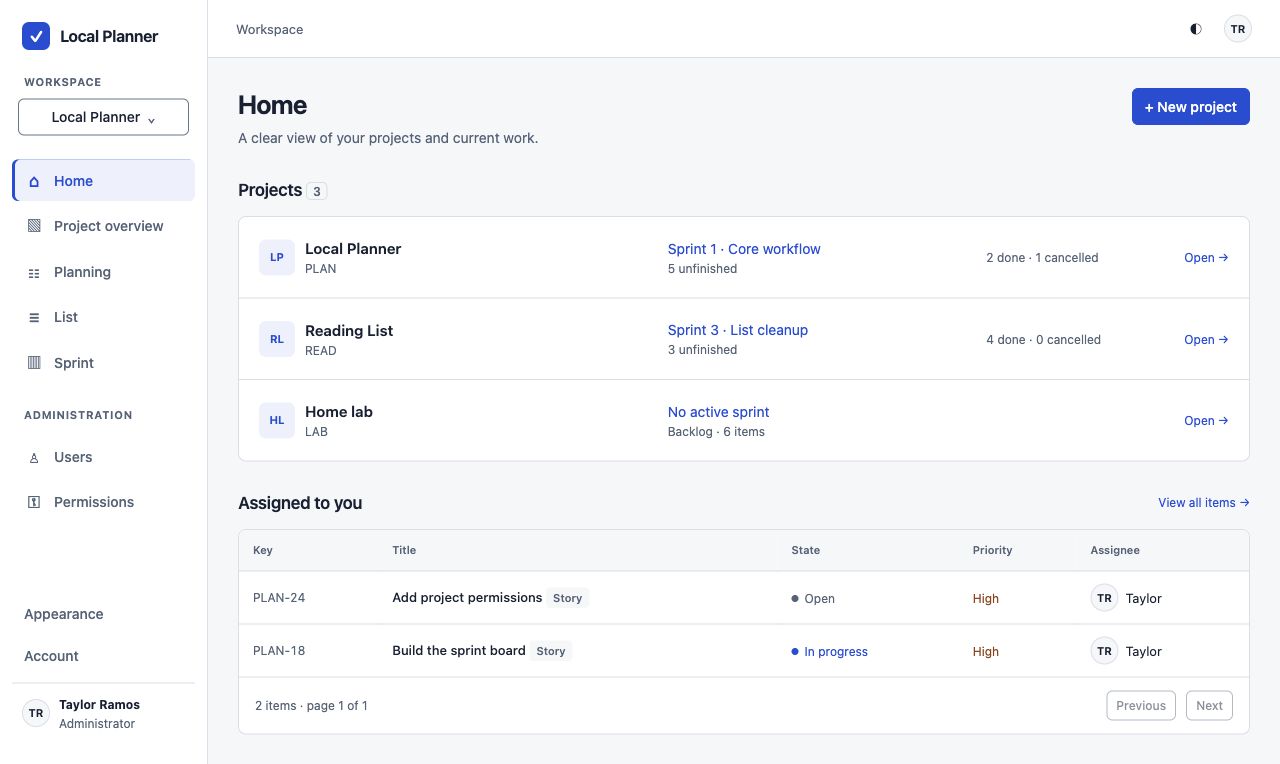 Local Planner
WORKSPACE
Local Planner
Home
Project overview
Planning
List
Sprint
ADMINISTRATION
Users
Permissions
Appearance
Account
TR
Taylor Ramos
Administrator
Workspace
TR
Home
A clear view of your projects and current work.
+ New project
Projects 3
LP
Local Planner
PLAN
Sprint 1 · Core workflow
5 unfinished
2 done · 1 cancelled
Open →
RL
Reading List
READ
Sprint 3 · List cleanup
3 unfinished
4 done · 0 cancelled
Open →
HL
Home lab
LAB
No active sprint
Backlog · 6 items
Open →
Assigned to you
View all items →
Key Title State Priority Assignee
PLAN-24 Add project permissions Story Open High TR Taylor
PLAN-18 Build the sprint board Story In progress High TR Taylor
2 items · page 1 of 1
Previous Next